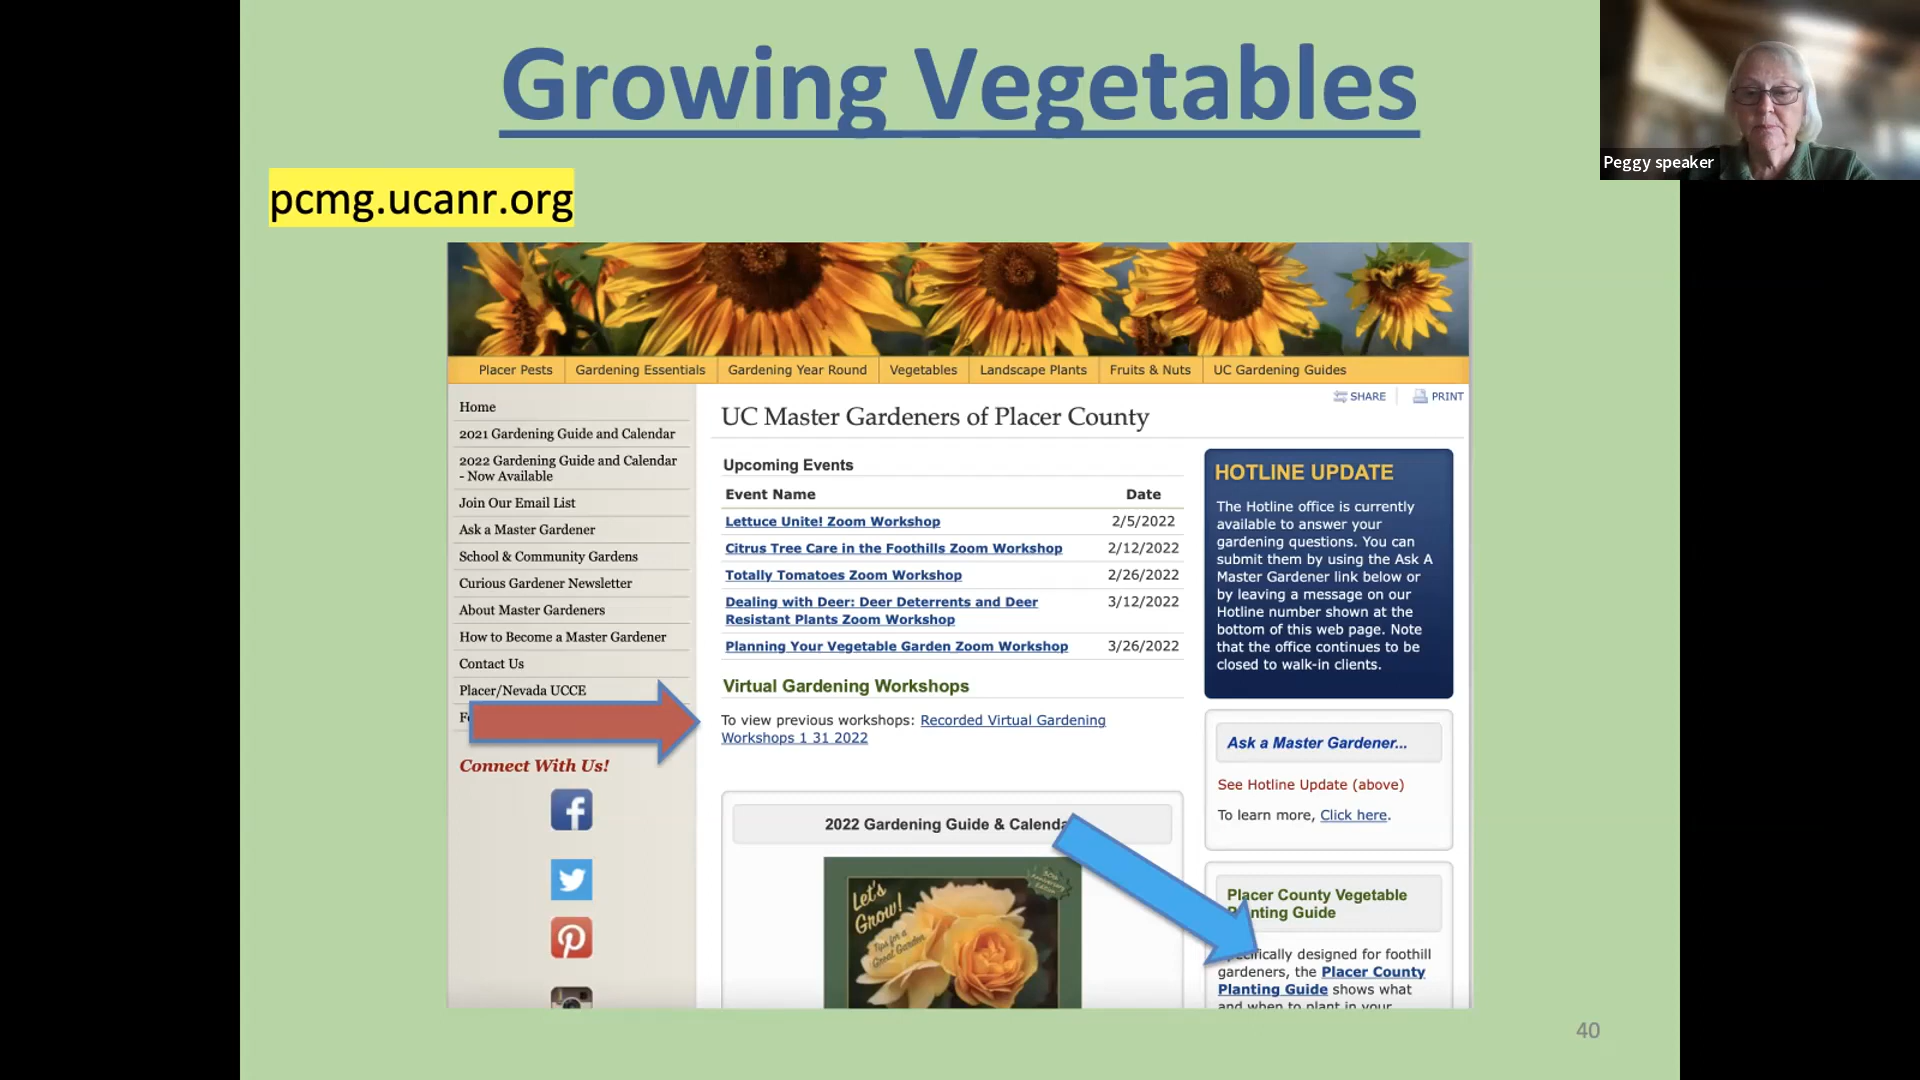 Growing Vegetables
Peggy speaker
pcmg.ucanr.org
Placer Pests
Gardening Essentials
Gardening Year Round
Vegetables
Landscape Plants
Fruits & Nuts
UC Gardening Guides
SHARE
PRINT
Home
2021 Gardening Guide and Calendar
2022 Gardening Guide and Calendar
- Now Available
Join Our Email List
Ask a Master Gardener
School & Community Gardens
Curious Gardener Newsletter
About Master Gardeners
How to Become a Master Gardener
Contact Us
Placer/Nevada UCCE
Connect With Us!
UC Master Gardeners of Placer County
Upcoming Events
Event Name Date
Lettuce Unite! Zoom Workshop 2/5/2022
Citrus Tree Care in the Foothills Zoom Workshop 2/12/2022
Totally Tomatoes Zoom Workshop 2/26/2022
Dealing with Deer: Deer Deterrents and Deer 3/12/2022
Resistant Plants Zoom Workshop
Planning Your Vegetable Garden Zoom Workshop 3/26/2022
Virtual Gardening Workshops
To view previous workshops: Recorded Virtual Gardening
Workshops 1 31 2022
2022 Gardening Guide &
Let's
Grow!
Tips for a
Great Garden
HOTLINE UPDATE
The Hotline office is currently
available to answer your
gardening questions. You can
submit them by using the Ask A
Master Gardener link below or
by leaving a message on our
Hotline number shown at the
bottom of this web page. Note
that the office continues to be
closed to walk-in clients.
Ask a Master Gardener...
See Hotline Update (above)
To learn more, Click here.
Placer County Vegetable
Guide
designed for foothill
gardeners, the Placer County
Planting Guide shows what
and when to plant in your
40